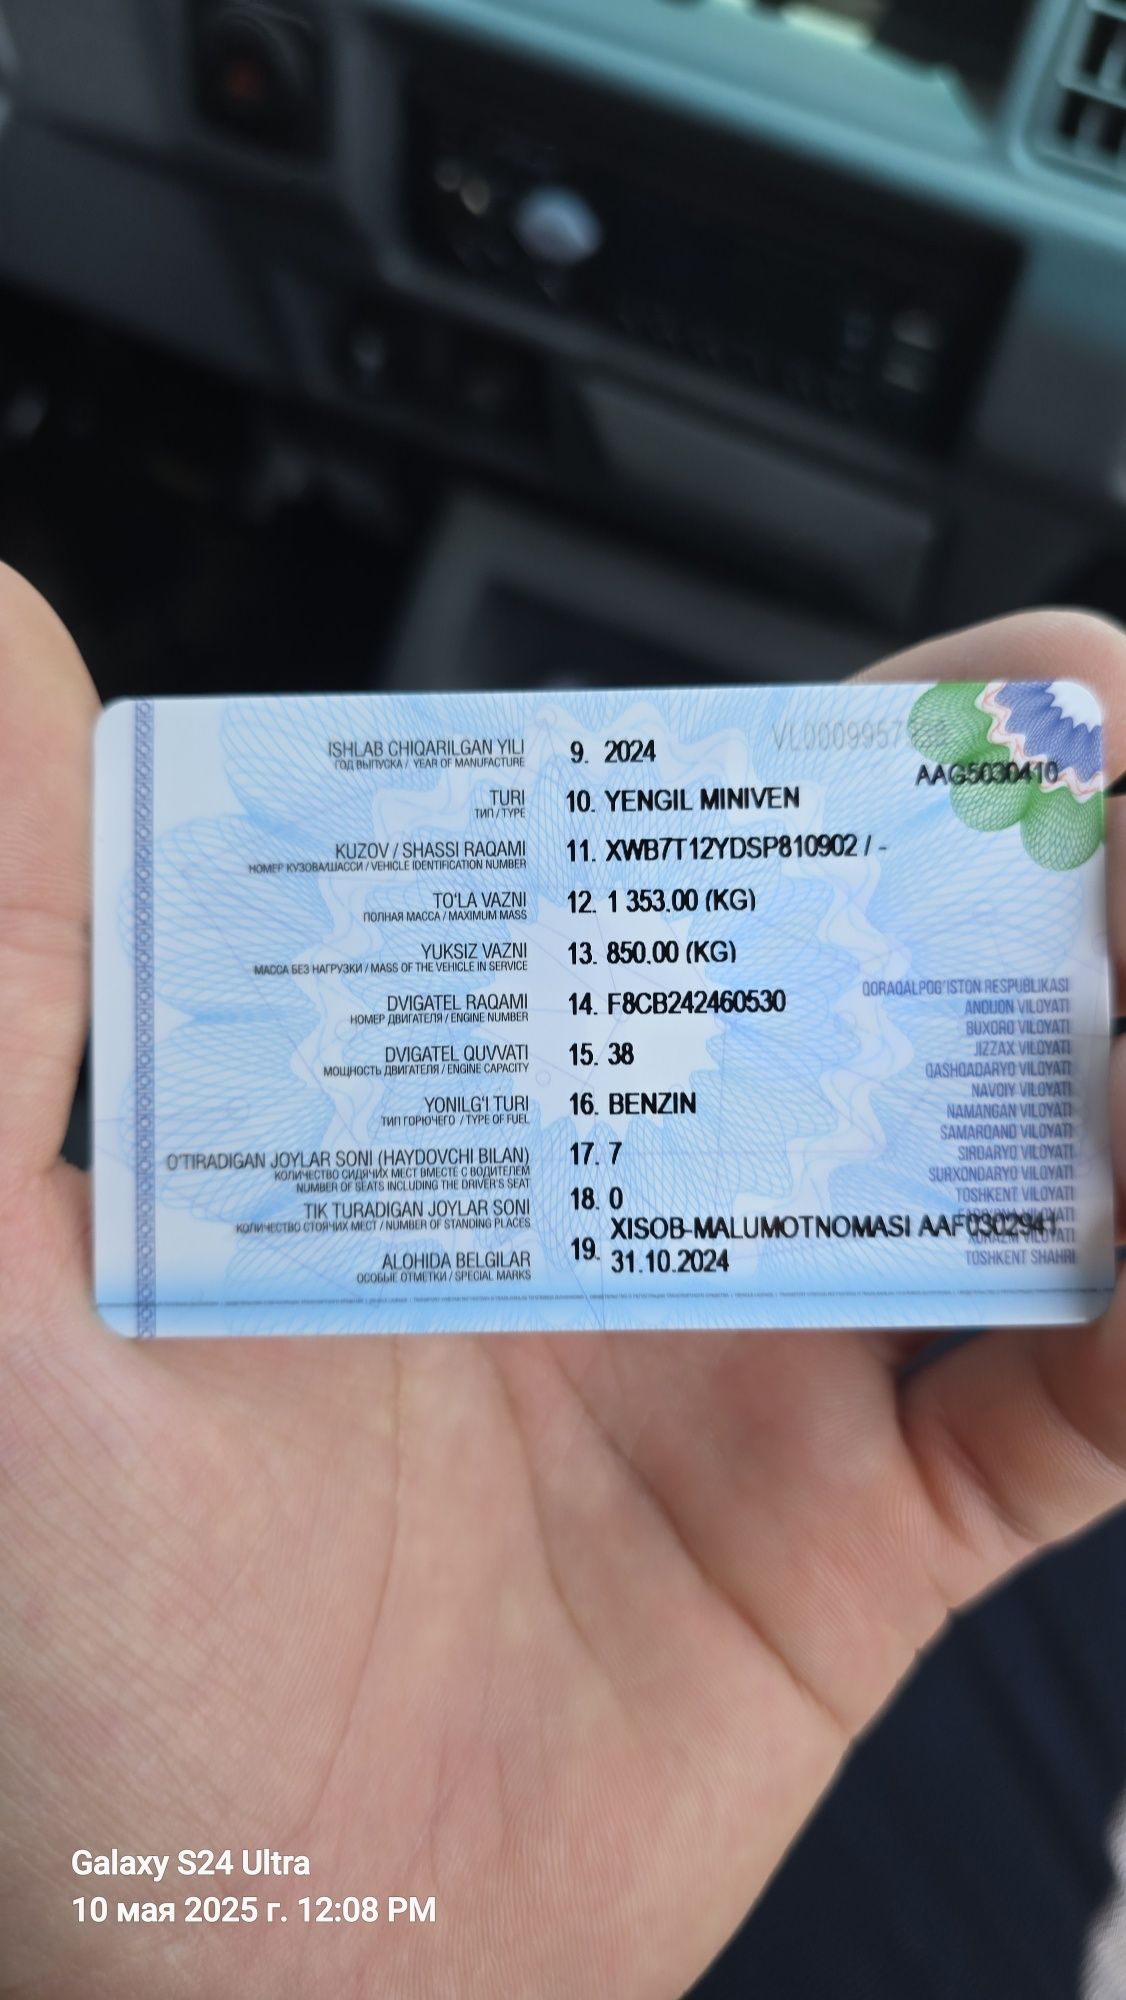 VL0009957
AAG5030410
ISHLAB CHIQARILGAN YILI 9. 2024
ГОД ВЫПУСКА / YEAR OF MANUFACTURE
TURI 10. YENGIL MINIVEN
ТИП / TYPE
KUZOV / SHASSI RAQAMI 11. XWB7T12YDSP810902 / -
НОМЕР КУЗОВА/ШАССИ / VEHICLE IDENTIFICATION NUMBER
TO'LA VAZNI 12. 1 353.00 (KG)
ПОЛНАЯ МАССА / MAXIMUM MASS
YUKSIZ VAZNI 13. 850.00 (KG)
МАССА БЕЗ НАГРУЗКИ / MASS OF THE VEHICLE IN SERVICE
DVIGATEL RAQAMI 14. F8CB242460530
НОМЕР ДВИГАТЕЛЯ / ENGINE NUMBER
DVIGATEL QUVVATI 15. 38
МОЩНОСТЬ ДВИГАТЕЛЯ / ENGINE CAPACITY
YONILG'I TURI 16. BENZIN
ТИП ГОРЮЧЕГО / TYPE OF FUEL
O'TIRADIGAN JOYLAR SONI (HAYDOVCHI BILAN) 17. 7
КОЛИЧЕСТВО СИДЯЧИХ МЕСТ ВМЕСТЕ С ВОДИТЕЛЕМ
NUMBER OF SEATS INCLUDING THE DRIVER'S SEAT
TIK TURADIGAN JOYLAR SONI 18. 0
КОЛИЧЕСТВО СТОЯЧИХ МЕСТ / NUMBER OF STANDING PLACES
ALOHIDA BELGILAR 19. XISOB-MALUMOTNOMASI AAF0302941
31.10.2024
ОСОБЫЕ ОТМЕТКИ / SPECIAL MARKS
QORAQALPOG'ISTON RESPUBLIKASI
ANDIJON VILOYATI
BUXORO VILOYATI
JIZZAX VILOYATI
QASHQADARYO VILOYATI
NAVOIY VILOYATI
NAMANGAN VILOYATI
SAMARQAND VILOYATI
SIRDARYO VILOYATI
SURXONDARYO VILOYATI
TOSHKENT VILOYATI
XORAZM VILOYATI
TOSHKENT SHAHRI
Galaxy S24 Ultra
10 мая 2025 г. 12:08 PM